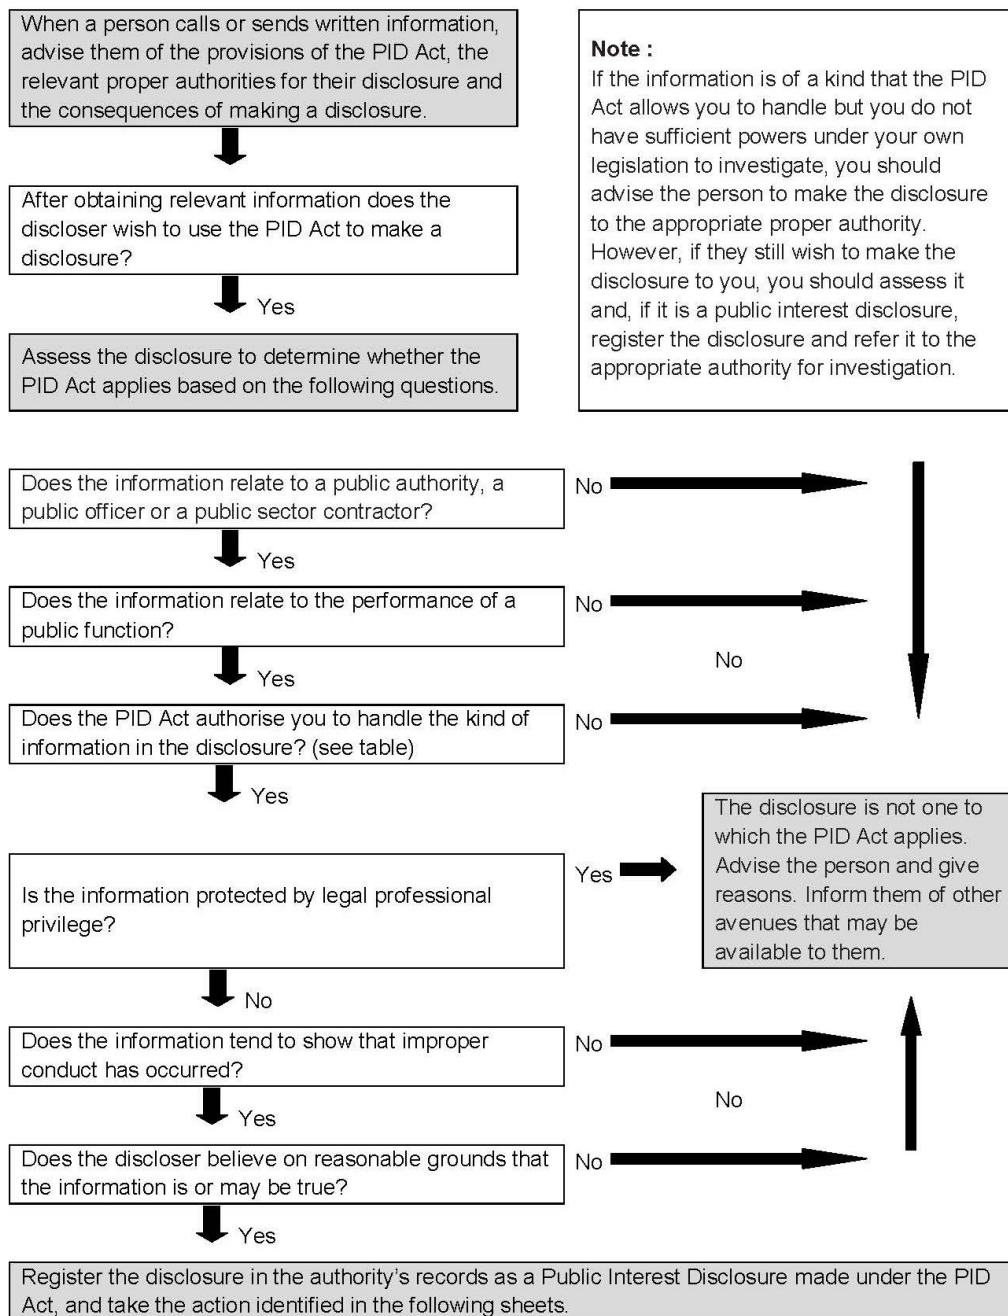 When a person calls or sends written information,
advise them of the provisions of the PID Act, the
relevant proper authorities for their disclosure and
the consequences of making a disclosure.
Note :
If the information is of a kind that the PID
Act allows you to handle but you do not
have sufficient powers under your own
legislation to investigate, you should
advise the person to make the disclosure
to the appropriate proper authority.
However, if they still wish to make the
disclosure to you, you should assess it
and, if it is a public interest disclosure,
register the disclosure and refer it to the
appropriate authority for investigation.
After obtaining relevant information does the
discloser wish to use the PID Act to make a
disclosure?
Yes
Assess the disclosure to determine whether the
PID Act applies based on the following questions.
Does the information relate to a public authority, a
public officer or a public sector contractor?
No
Yes
Does the information relate to the performance of a
public function?
No
No
Yes
Does the PID Act authorise you to handle the kind of
information in the disclosure? (see table)
No
Yes
The disclosure is not one to
which the PID Act applies.
Advise the person and give
reasons. Inform them of other
avenues that may be
available to them.
Is the information protected by legal professional
privilege?
Yes
No
Does the information tend to show that improper
conduct has occurred?
No
No
Yes
Does the discloser believe on reasonable grounds that
the information is or may be true?
No
Yes
Register the disclosure in the authority's records as a Public Interest Disclosure made under the PID
Act, and take the action identified in the following sheets.